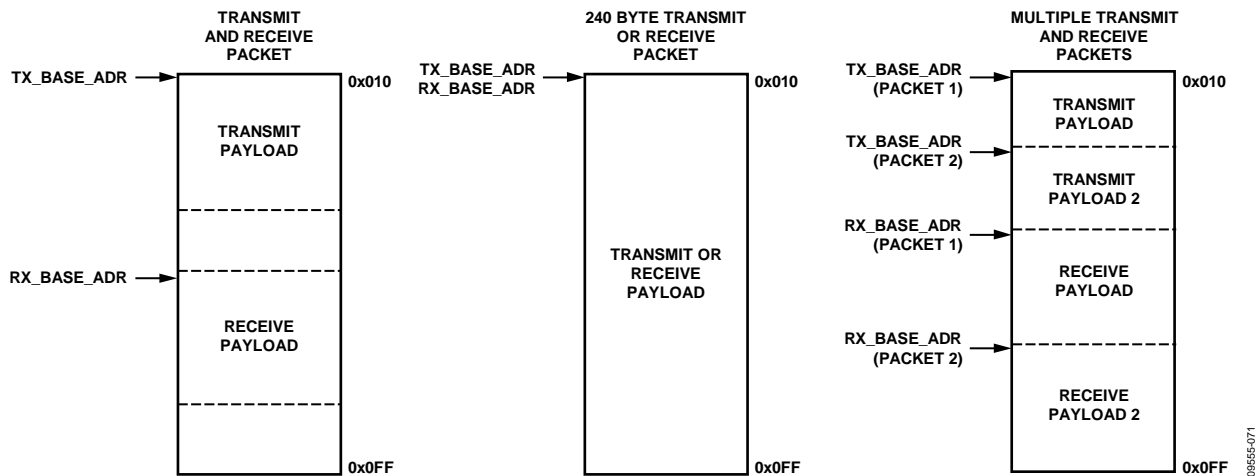 TRANSMIT
AND RECEIVE
PACKET
TX_BASE_ADR
0x010
TRANSMIT
PAYLOAD
RX_BASE_ADR
RECEIVE
PAYLOAD
0x0FF
240 BYTE TRANSMIT
OR RECEIVE
PACKET
TX_BASE_ADR
RX_BASE_ADR
0x010
TRANSMIT OR
RECEIVE
PAYLOAD
0x0FF
MULTIPLE TRANSMIT
AND RECEIVE
PACKETS
TX_BASE_ADR
(PACKET 1)
0x010
TRANSMIT
PAYLOAD
TX_BASE_ADR
(PACKET 2)
TRANSMIT
PAYLOAD 2
RX_BASE_ADR
(PACKET 1)
RECEIVE
PAYLOAD
RX_BASE_ADR
(PACKET 2)
RECEIVE
PAYLOAD 2
0x0FF
09555-071